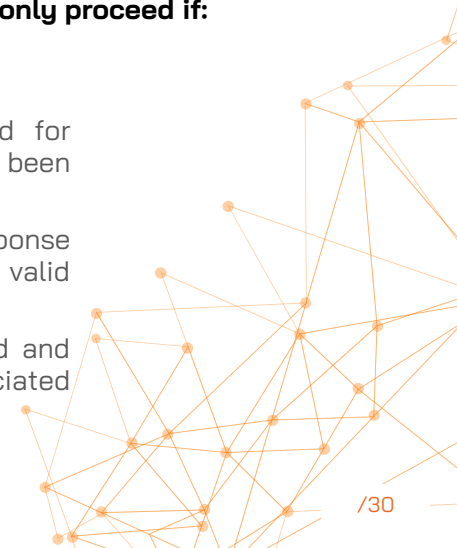 only proceed if:
d for
been
ponse
valid
d and
ciated
/30